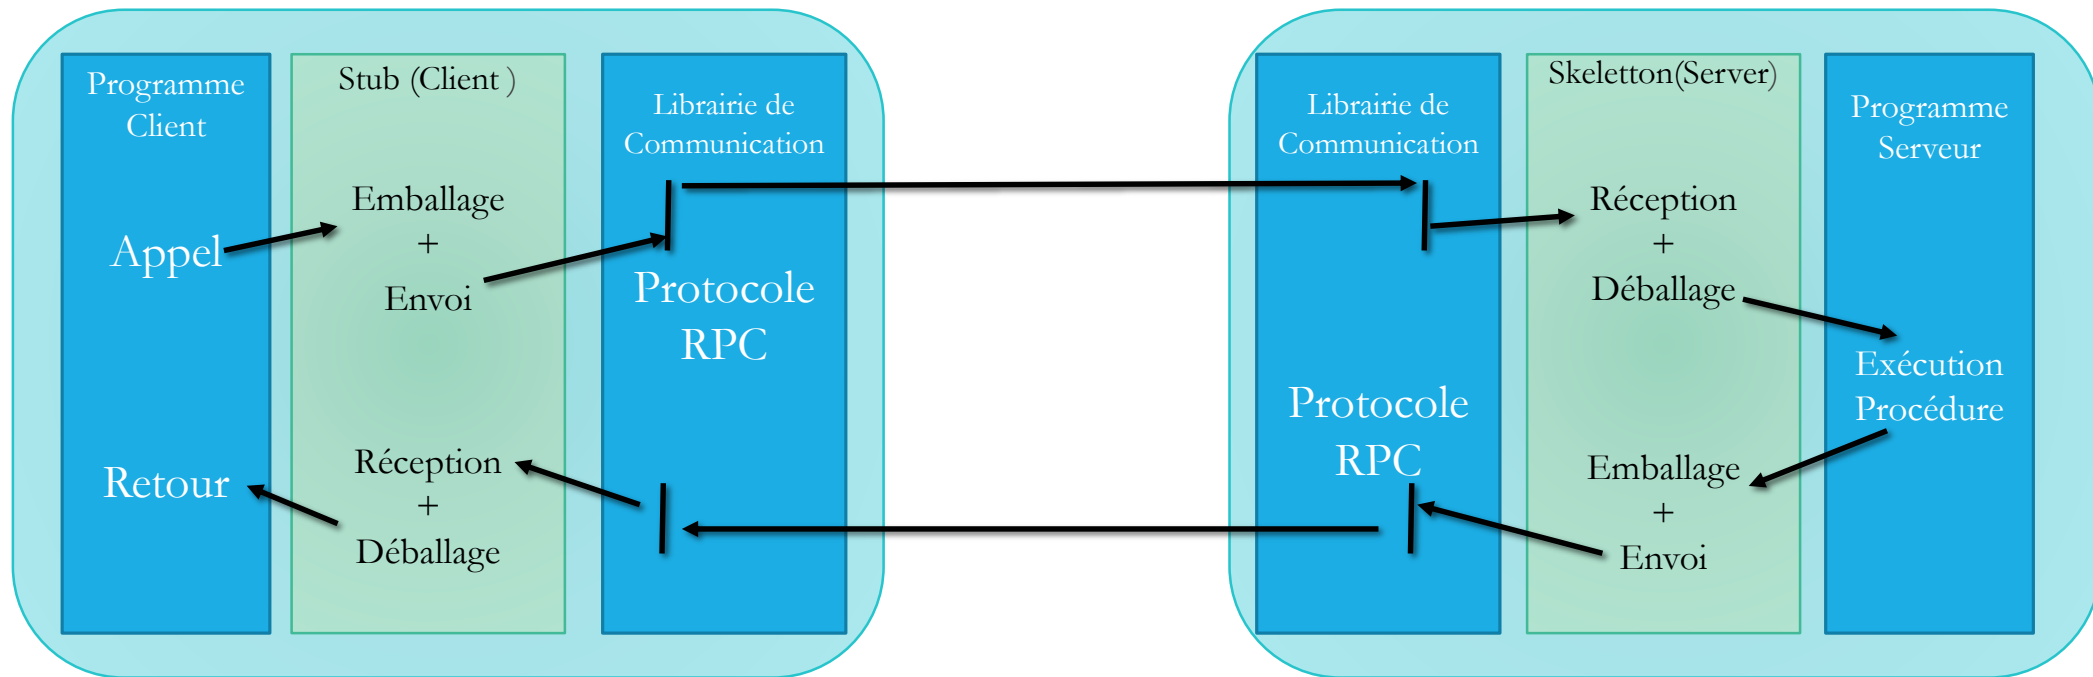 Programme
Client
Appel
Retour
Stub (Client )
Emballage
+
Envoi
Réception
+
Déballage
Librairie de
Communication
Protocole
RPC
Librairie de
Communication
Protocole
RPC
Skeletton(Server)
Réception
+
Déballage
Emballage
+
Envoi
Programme
Serveur
Exécution
Procédure